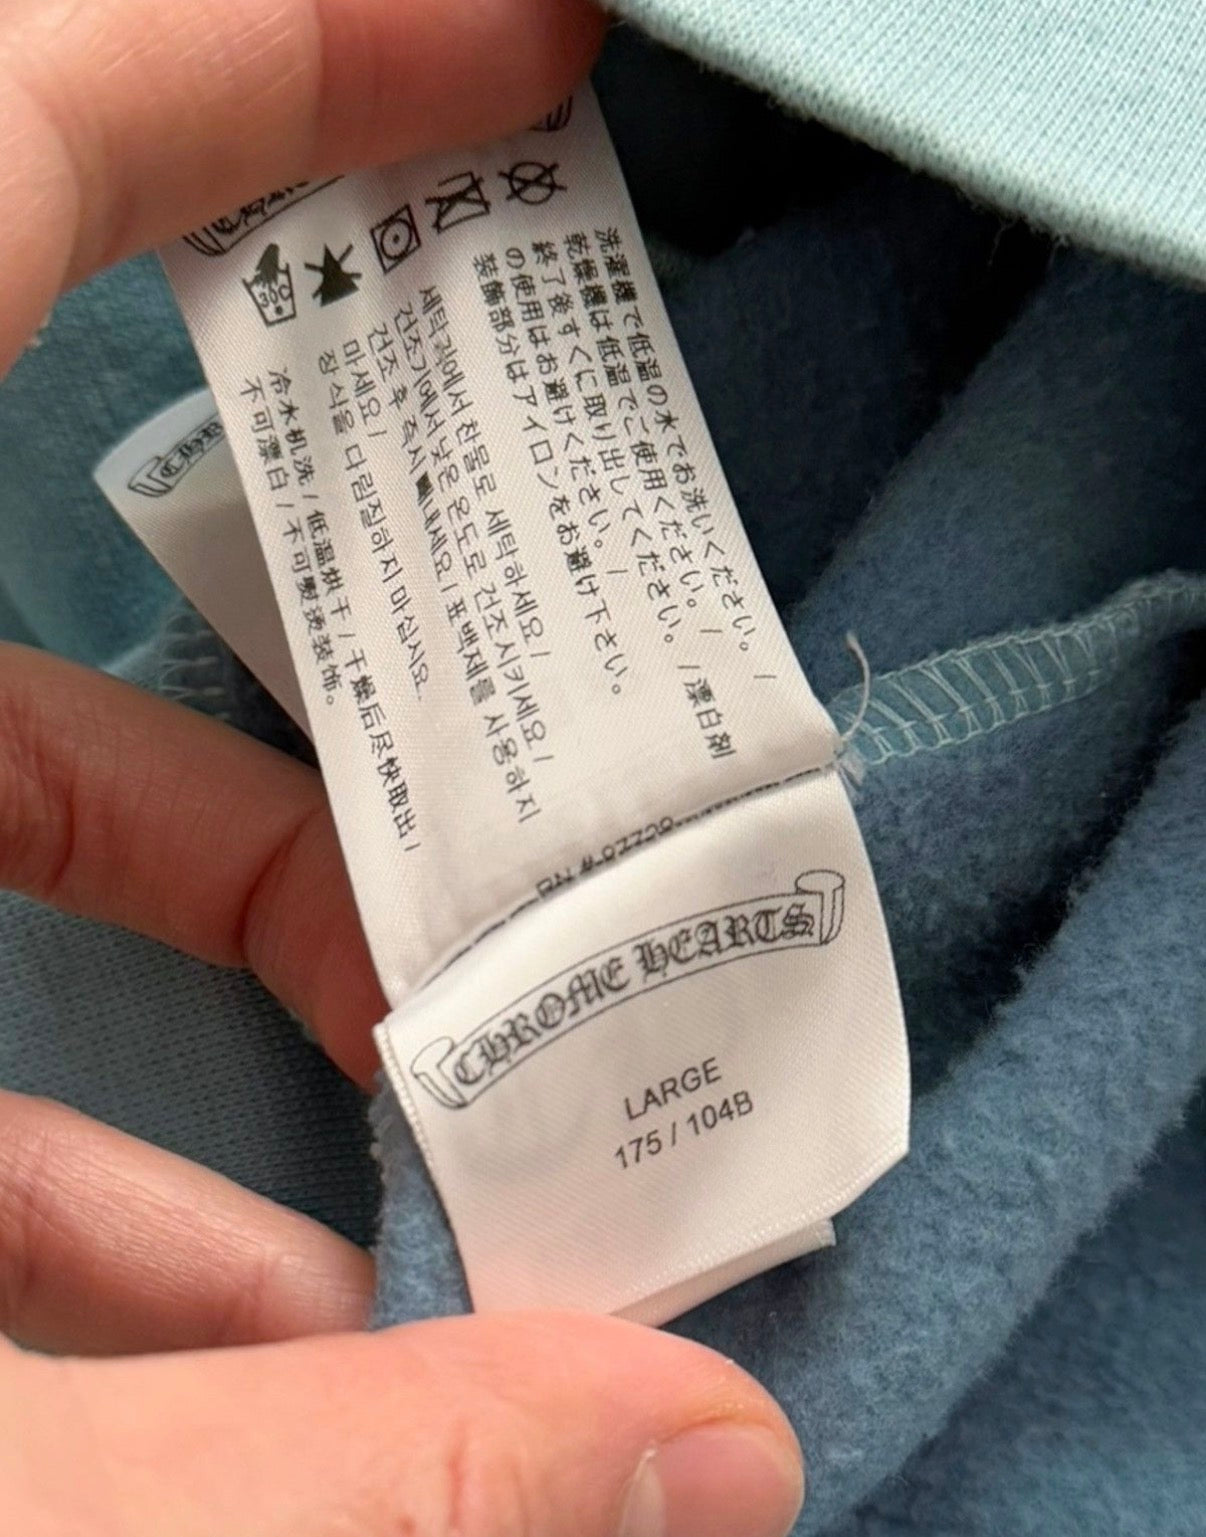 洗濯機で低温の水でお洗いください。 /
乾燥機は低温でご使用ください。 / 
終了後すぐに取り出してください。 / 漂白剤
の使用はお避けください。 /
装飾部分はアイロンをお避け下さい。
세탁기에서 찬물로 세탁하세요 /
건조기에서 낮은 온도로 건조시키세요 /
건조 후 즉시 빼내세요 / 표백제를 사용하지
마세요 /
장식을 다림질하지 마십시요.
冷水机洗 / 低温烘干 / 干燥后尽快取出 /
不可漂白 / 不可熨烫装饰。
30C
CHROME HEARTS
LARGE
175 / 104B